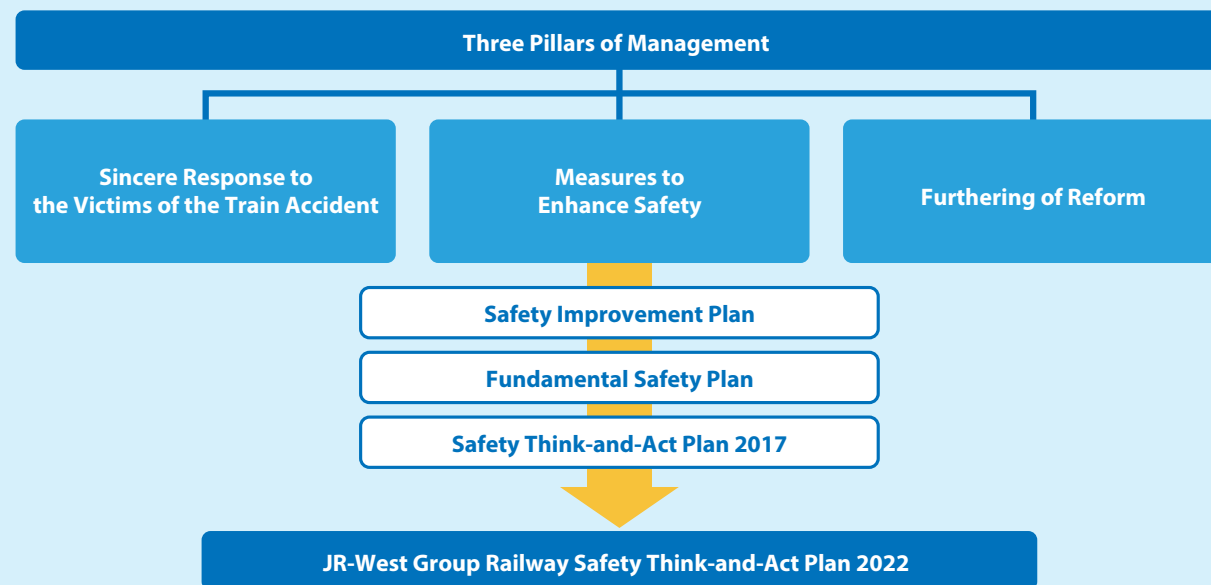 Three Pillars of Management
Sincere Response to
the Victims of the Train Accident
Measures to
Enhance Safety
Furthering of Reform
Safety Improvement Plan
Fundamental Safety Plan
Safety Think-and-Act Plan 2017
JR-West Group Railway Safety Think-and-Act Plan 2022